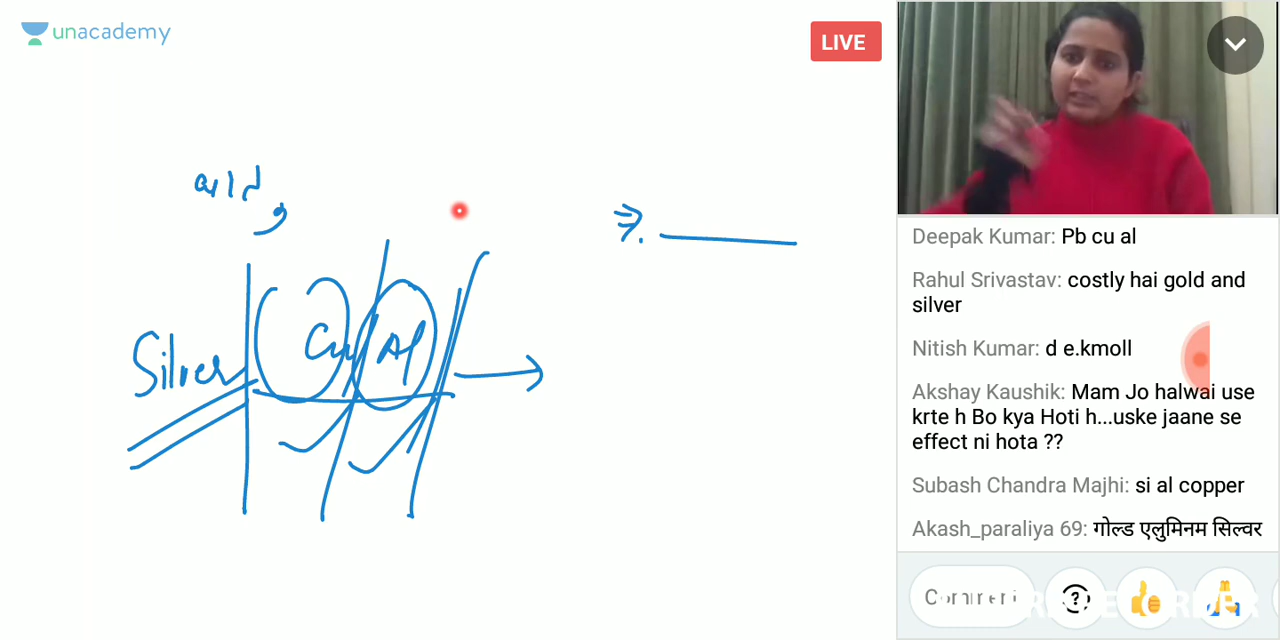 unacademy
LIVE
Silver
Cu
Al
Deepak Kumar: Pb cu al
Rahul Srivastav: costly hai gold and
silver
Nitish Kumar: d e.kmoll
Akshay Kaushik: Mam Jo halwai use
krte h Bo kya Hoti h...uske jaane se
effect ni hota ??
Subash Chandra Majhi: si al copper
Akash_paraliya 69: गोल्ड एलुमिनम सिल्वर